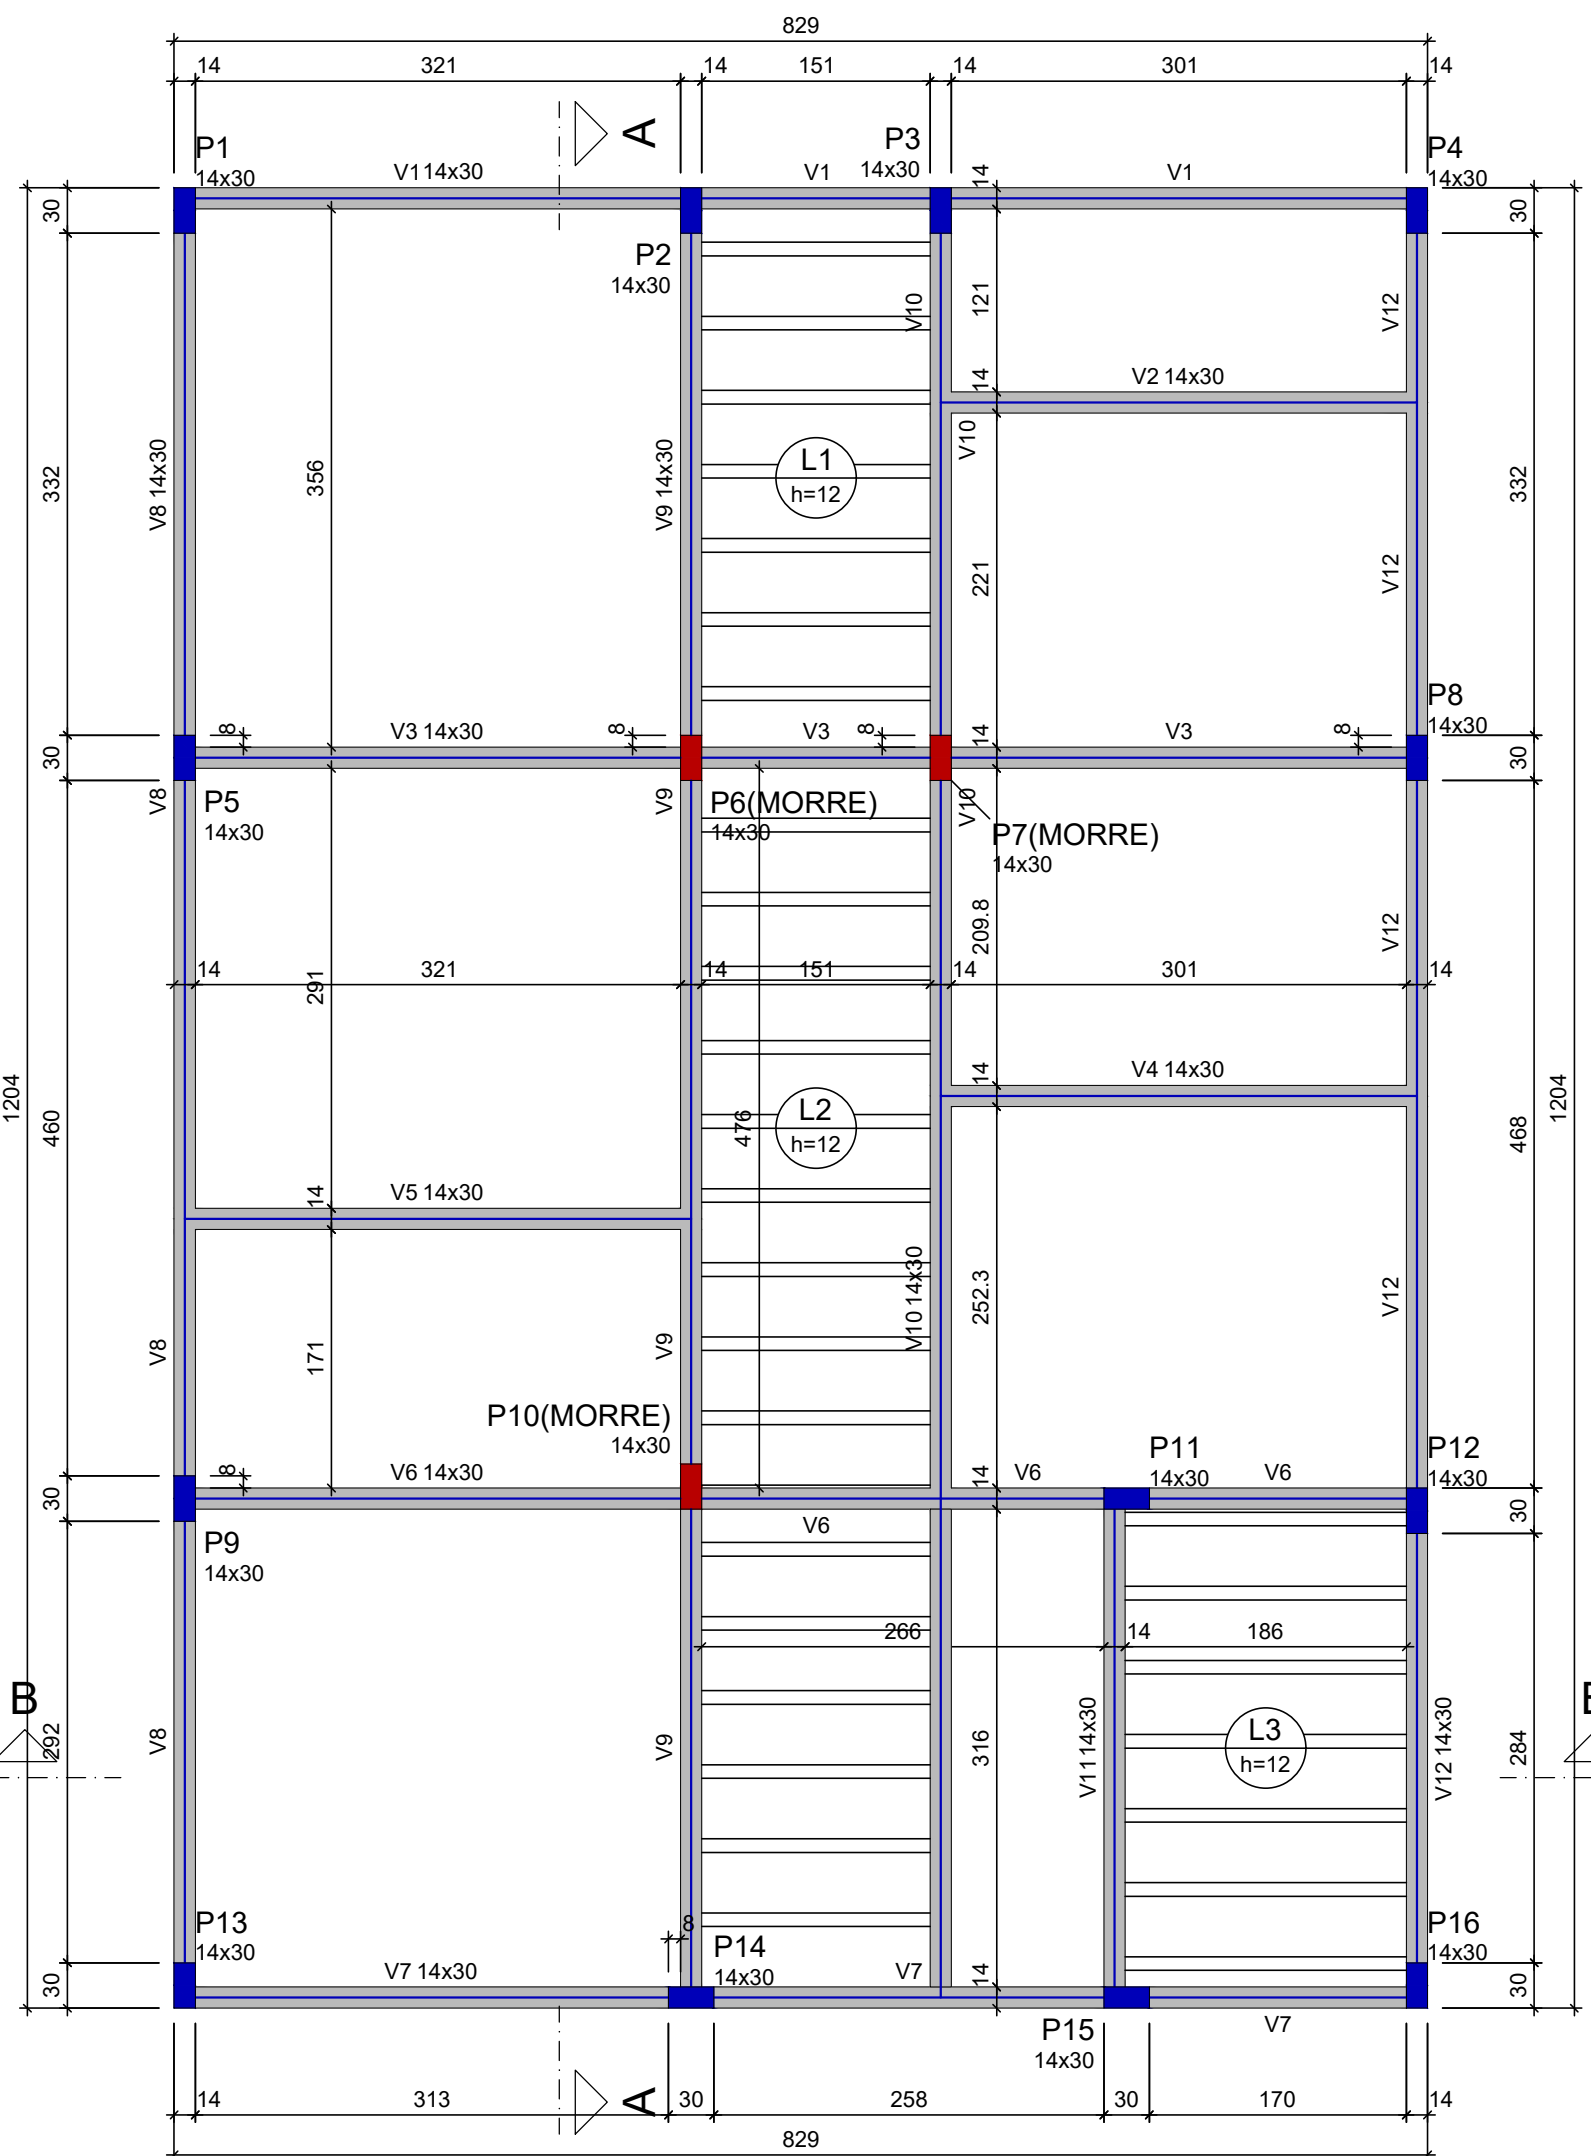 829
14 321 14 151 14 301 14
A
P1
14x30
V1 14x30
V1
P3
14x30
14
V1
P4
14x30
30
30
P2
14x30
V10
121
V12
14
V2 14x30
V10
332
V8 14x30
356
V9 14x30
L1
h=12
221
V12
332
P8
14x30
8
V3 14x30
8
V3
8
14
V3
8
30
30
V8
P5
14x30
V9
P6(MORRE)
14x30
V10
P7(MORRE)
14x30
209.8
V12
14 321 14 151 14 301 14
291
14
V4 14x30
1204
460
476
L2
h=12
468
1204
14
V5 14x30
V10 14x30
252.3
V12
V8
171
V9
P10(MORRE)
14x30
P11
14x30
P12
14x30
8
V6 14x30
14
V6
V6
30
30
V6
P9
14x30
266 14 186
B
292
V8
V9
316
V11 14x30
L3
h=12
V12 14x30
284
P13
14x30
8
P14
14x30
P16
14x30
30
V7 14x30
V7
14
30
P15
14x30
V7
A
14 313 30 258 30 170 14
829